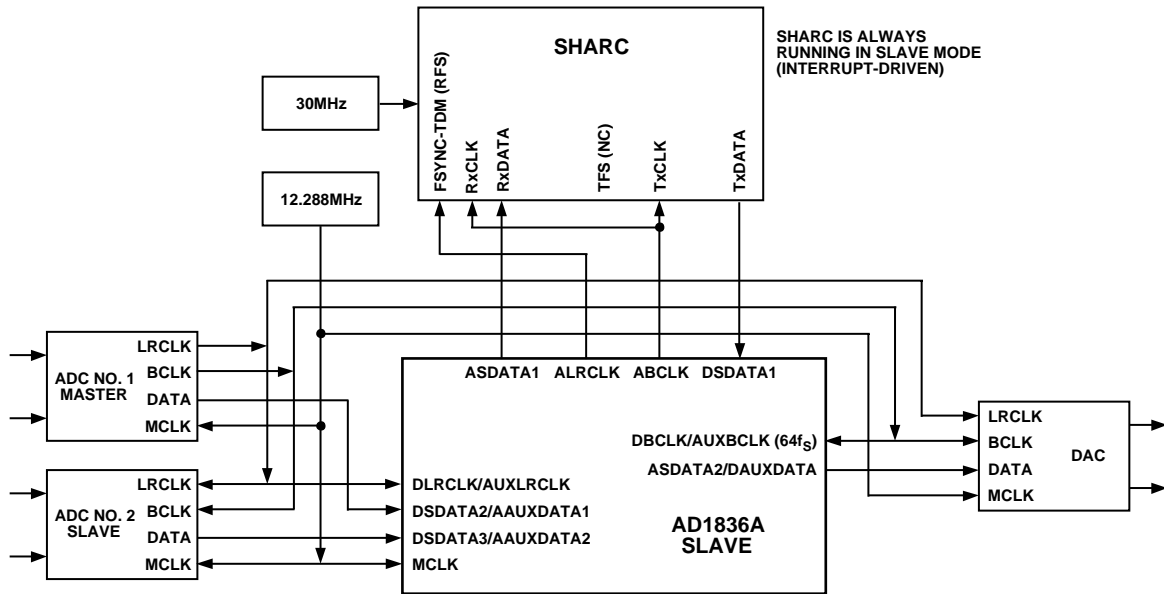 SHARC
SHARC IS ALWAYS
RUNNING IN SLAVE MODE
(INTERRUPT-DRIVEN)
30MHz
FSYNC-TDM (RFS)
RxCLK
RxDATA
TFS (NC)
TxCLK
TxDATA
12.288MHz
ADC NO. 1
MASTER
LRCLK
BCLK
DATA
MCLK
ADC NO. 2
SLAVE
LRCLK
BCLK
DATA
MCLK
ASDATA1 ALRCLK ABCLK DSDATA1
DBCLK/AUXBCLK (64fS)
ASDATA2/DAUXDATA
DLRCLK/AUXLRCLK
DSDATA2/AAUXDATA1
DSDATA3/AAUXDATA2
MCLK
AD1836A
SLAVE
LRCLK
BCLK
DATA
MCLK
DAC